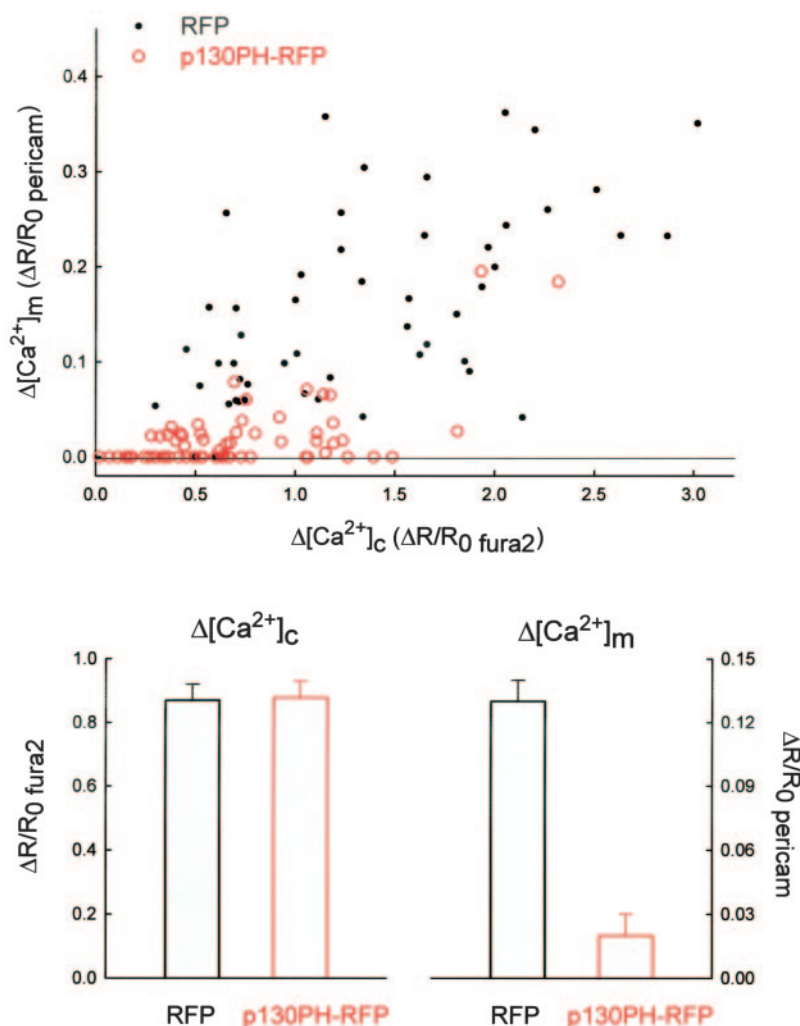 RFP
p130PH-RFP
Δ[Ca²⁺]m (ΔR/R0 pericam)
0.4
0.3
0.2
0.1
0.0
0.0 0.5 1.0 1.5 2.0 2.5 3.0
Δ[Ca²⁺]c (ΔR/R0 fura2)
Δ[Ca²⁺]c
Δ[Ca²⁺]m
ΔR/R0 fura2
1.0
0.8
0.6
0.4
0.2
0.0
0.15
0.12
0.09
0.06
0.03
0.00
ΔR/R0 pericam
RFP p130PH-RFP
RFP p130PH-RFP